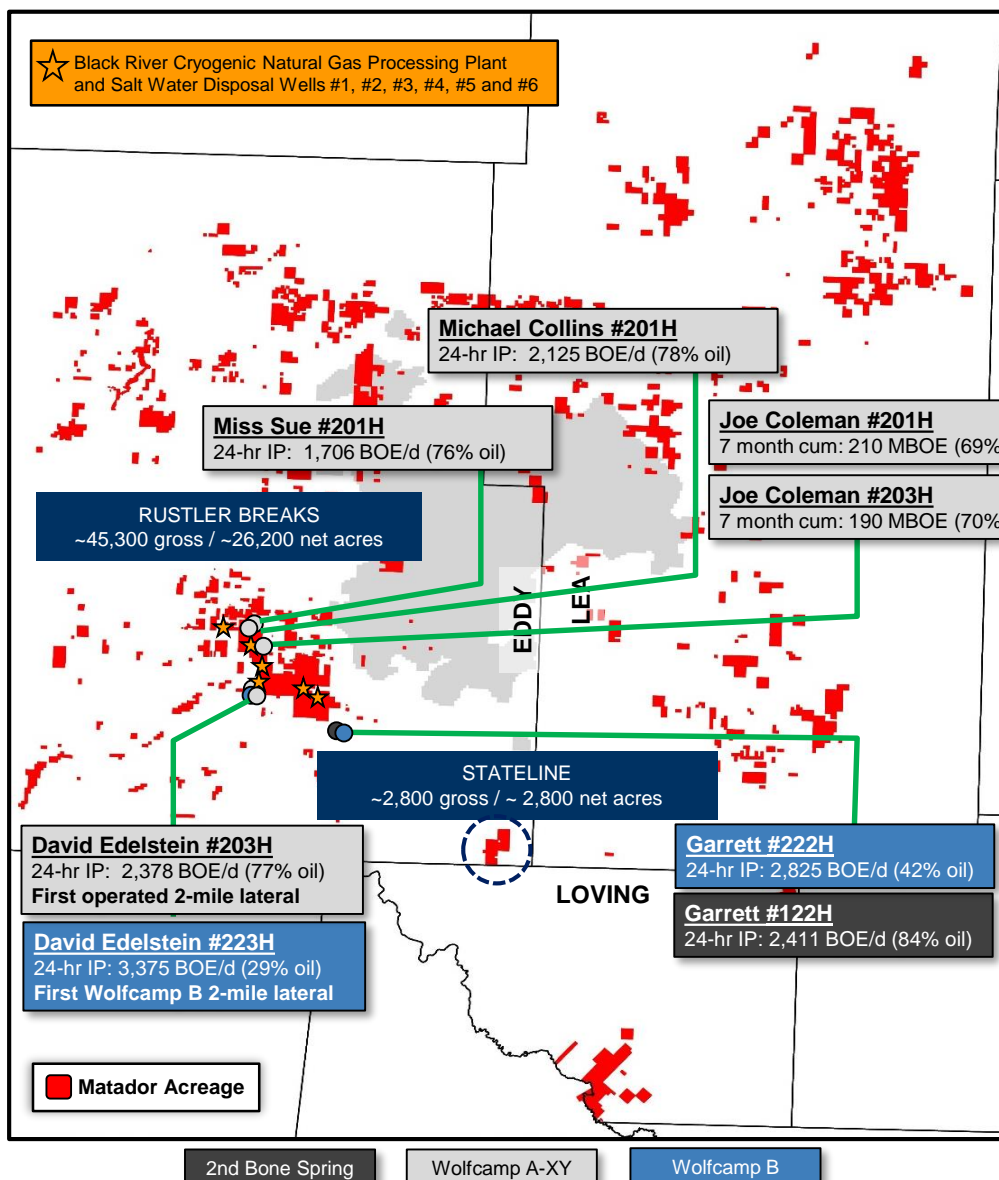 Black River Cryogenic Natural Gas Processing Plant
and Salt Water Disposal Wells #1, #2, #3, #4, #5 and #6
Michael Collins #201H
24-hr IP:  2,125 BOE/d (78% oil)
Miss Sue #201H
24-hr IP:  1,706 BOE/d (76% oil)
Joe Coleman #201H
7 month cum: 210 MBOE (69%
Joe Coleman #203H
7 month cum: 190 MBOE (70%
RUSTLER BREAKS
~45,300 gross / ~26,200 net acres
EDDY
LEA
STATELINE
~2,800 gross / ~ 2,800 net acres
David Edelstein #203H
24-hr IP:  2,378 BOE/d (77% oil)
First operated 2-mile lateral
David Edelstein #223H
24-hr IP: 3,375 BOE/d (29% oil)
First Wolfcamp B 2-mile lateral
Garrett #222H
24-hr IP: 2,825 BOE/d (42% oil)
Garrett #122H
24-hr IP: 2,411 BOE/d (84% oil)
LOVING
Matador Acreage
2nd Bone Spring
Wolfcamp A-XY
Wolfcamp B